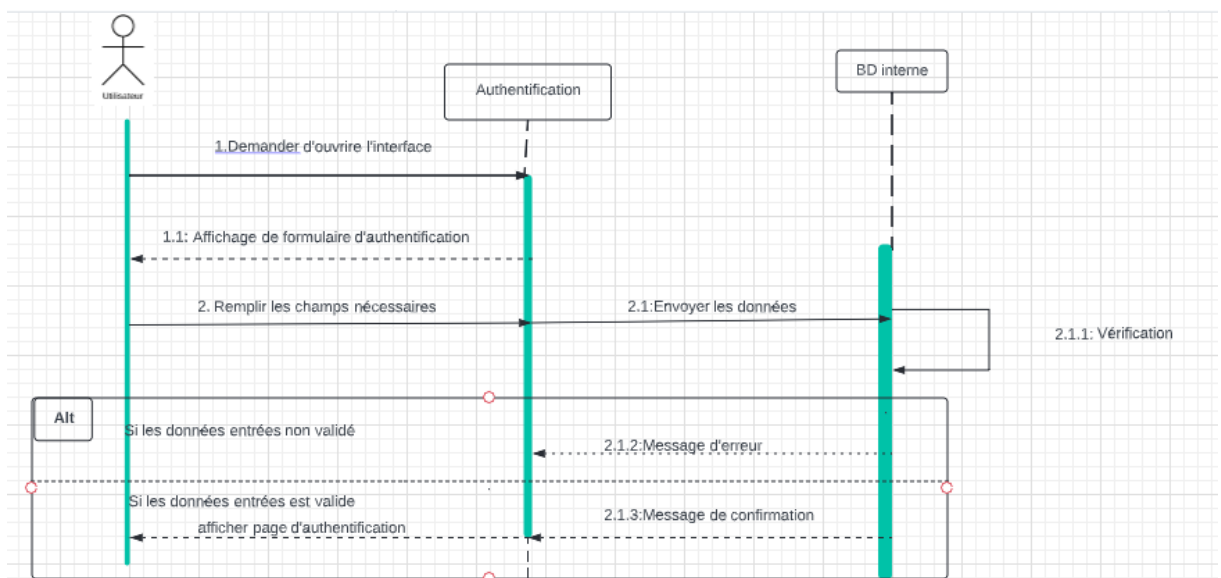 Utilisateur
Authentification
BD interne
1.Demander d'ouvrire l'interface
1.1: Affichage de formulaire d'authentification
2. Remplir les champs nécessaires
2.1:Envoyer les données
2.1.1: Vérification
Alt
Si les données entrées non validé
2.1.2:Message d'erreur
Si les données entrées est valide
afficher page d'authentification
2.1.3:Message de confirmation